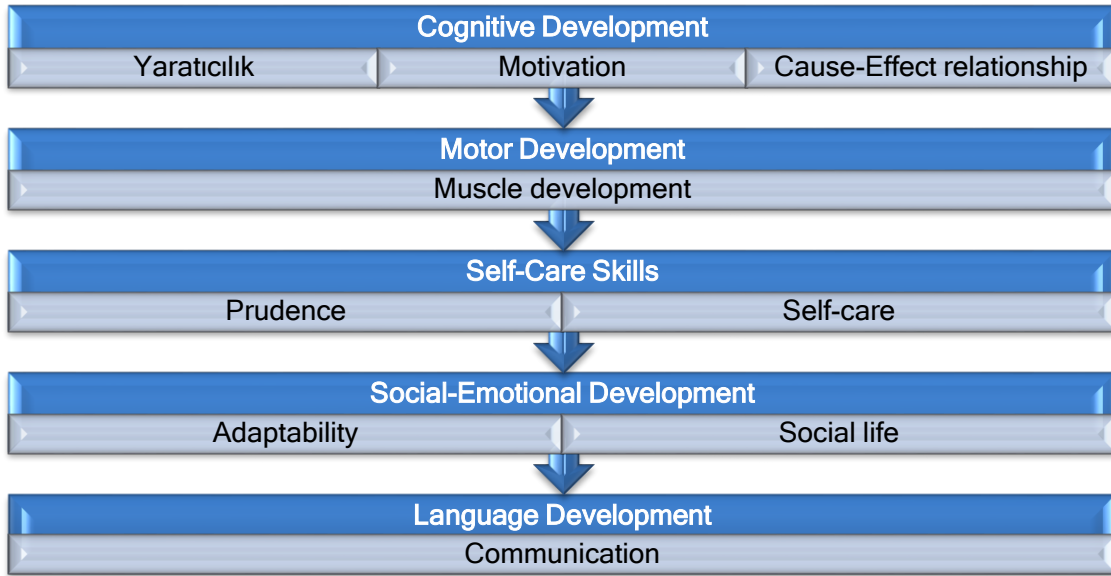 Cognitive Development
Yaratıcılık Motivation Cause-Effect relationship
Motor Development
Muscle development
Self-Care Skills
Prudence Self-care
Social-Emotional Development
Adaptability Social life
Language Development
Communication